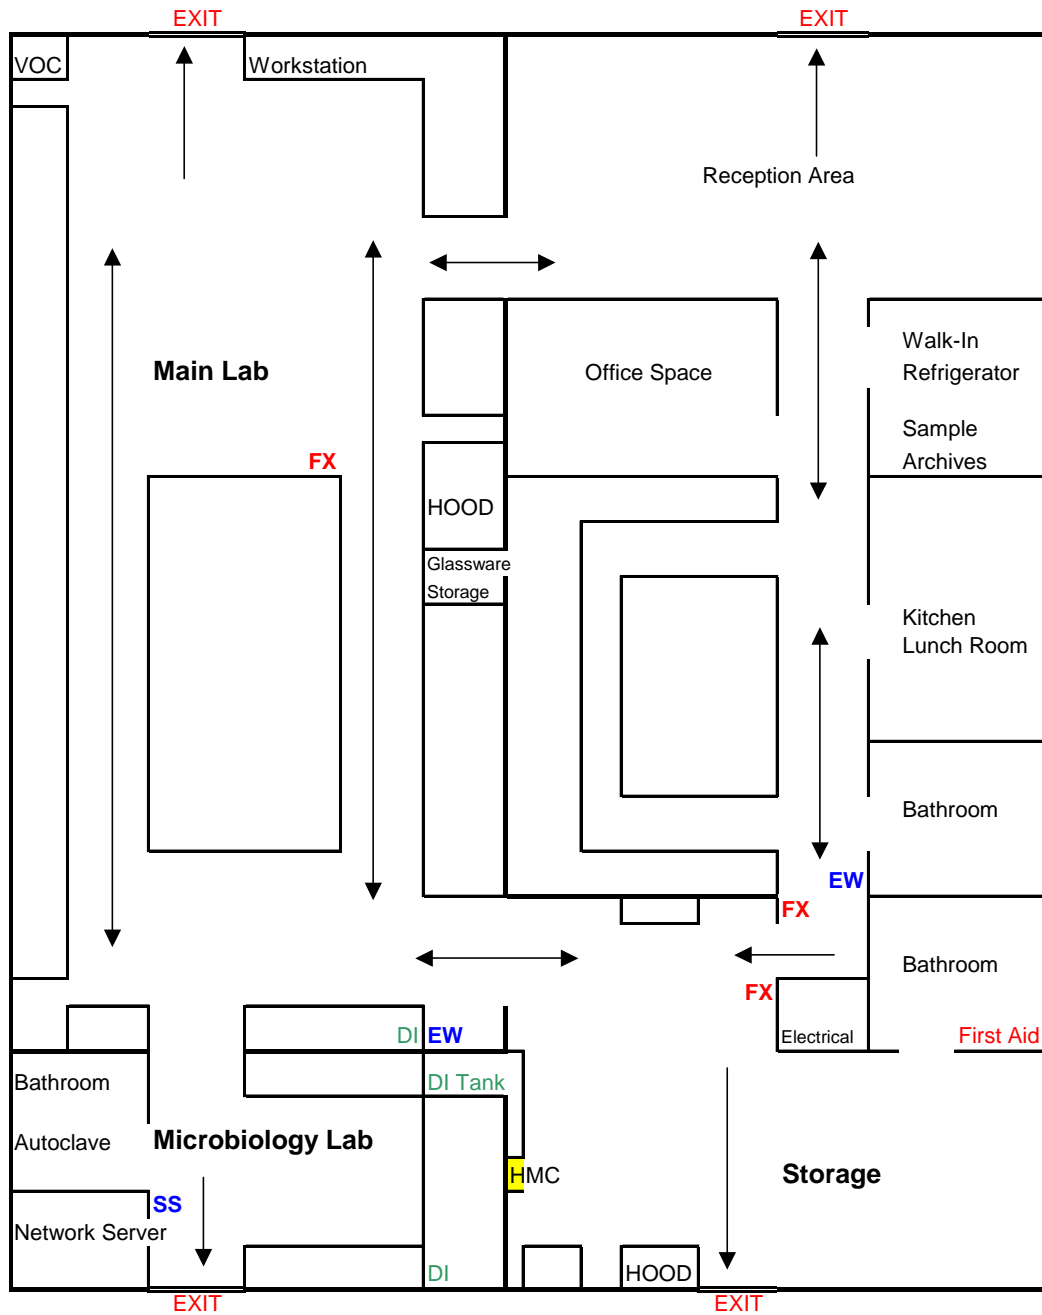 EXIT EXIT
VOC Workstation
Reception Area
Walk-In
Main Lab Office Space Refrigerator
Sample
FX Archives
HOOD
Glassware
Storage
Kitchen
Lunch Room
Bathroom
EW
FX
Bathroom
FX
DI EW Electrical First Aid
Bathroom DI Tank
Autoclave Microbiology Lab
HMC Storage
SS
Network Server
DI HOOD
EXIT EXIT